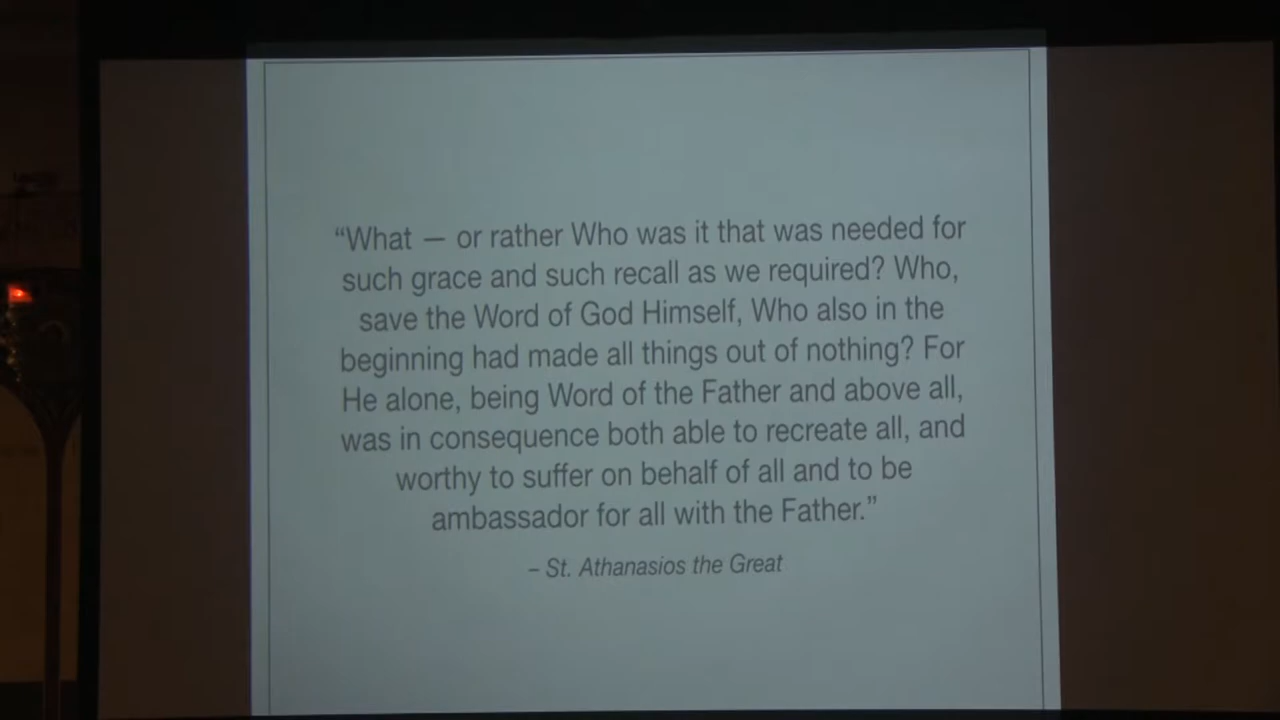 “What — or rather Who was it that was needed for
such grace and such recall as we required? Who,
save the Word of God Himself, Who also in the
beginning had made all things out of nothing? For
He alone, being Word of the Father and above all,
was in consequence both able to recreate all, and
worthy to suffer on behalf of all and to be
ambassador for all with the Father.”
– St. Athanasios the Great